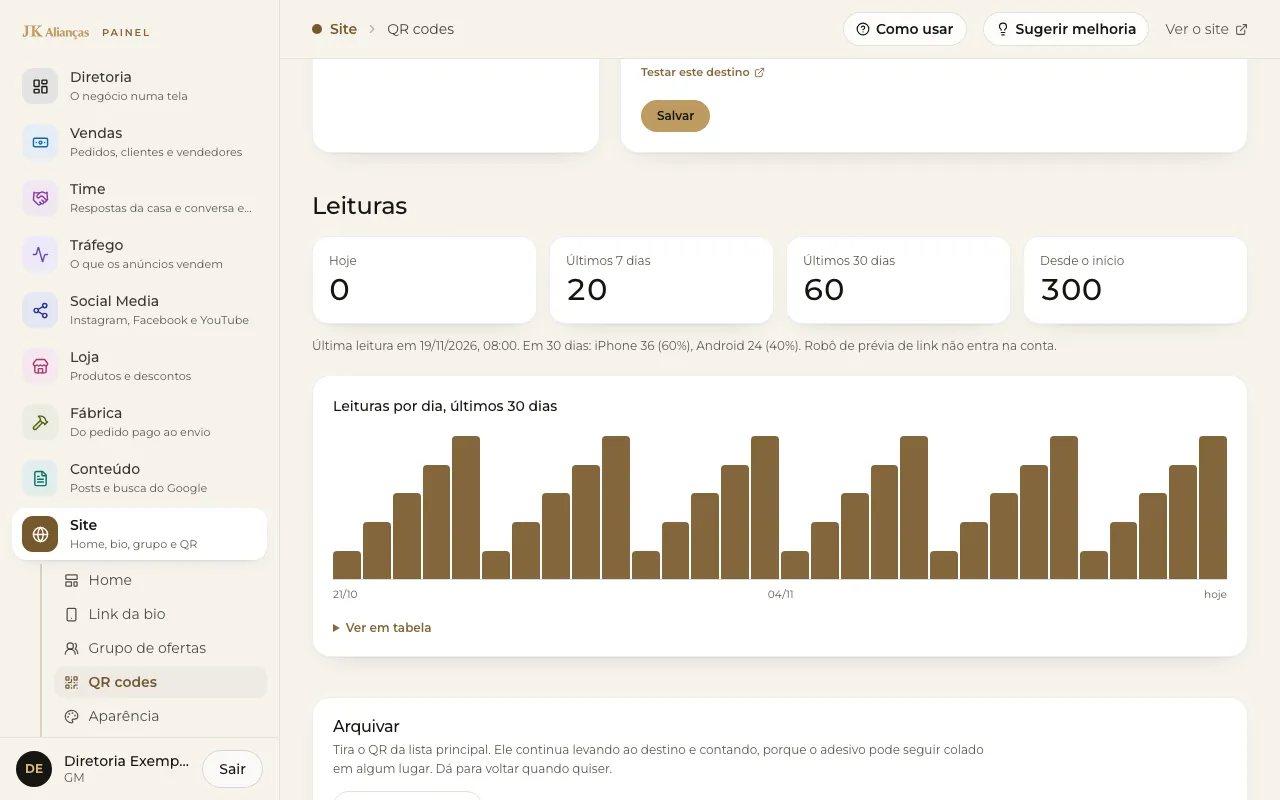 JK Alianças PAINEL
Diretoria
O negócio numa tela
Vendas
Pedidos, clientes e vendedores
Time
Respostas da casa e conversa e...
Tráfego
O que os anúncios vendem
Social Media
Instagram, Facebook e YouTube
Loja
Produtos e descontos
Fábrica
Do pedido pago ao envio
Conteúdo
Posts e busca do Google
Site
Home, bio, grupo e QR
Home
Link da bio
Grupo de ofertas
QR codes
Aparência
DE
Diretoria Exemp...
GM
Sair
Site > QR codes
Como usar
Sugerir melhoria
Ver o site
Testar este destino
Salvar
Leituras
Hoje
0
Últimos 7 dias
20
Últimos 30 dias
60
Desde o início
300
Última leitura em 19/11/2026, 08:00. Em 30 dias: iPhone 36 (60%), Android 24 (40%). Robô de prévia de link não entra na conta.
Leituras por dia, últimos 30 dias
21/10
04/11
hoje
Ver em tabela
Arquivar
Tira o QR da lista principal. Ele continua levando ao destino e contando, porque o adesivo pode seguir colado
em algum lugar. Dá para voltar quando quiser.